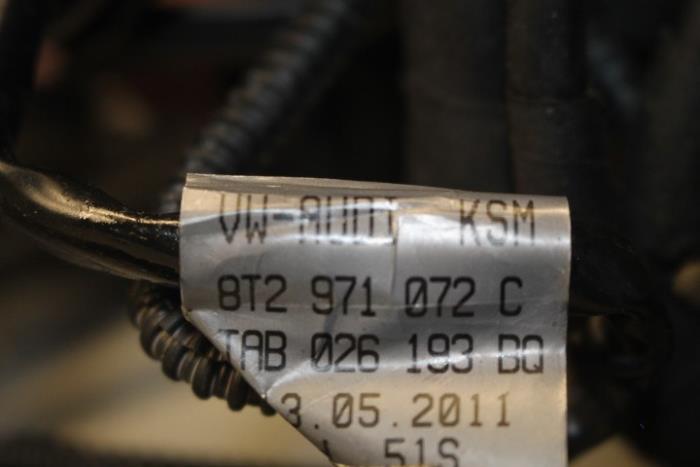 VW-AUDI KSM
8T2 971 072 C
TAB 026 193 BQ
3.05.2011
51S